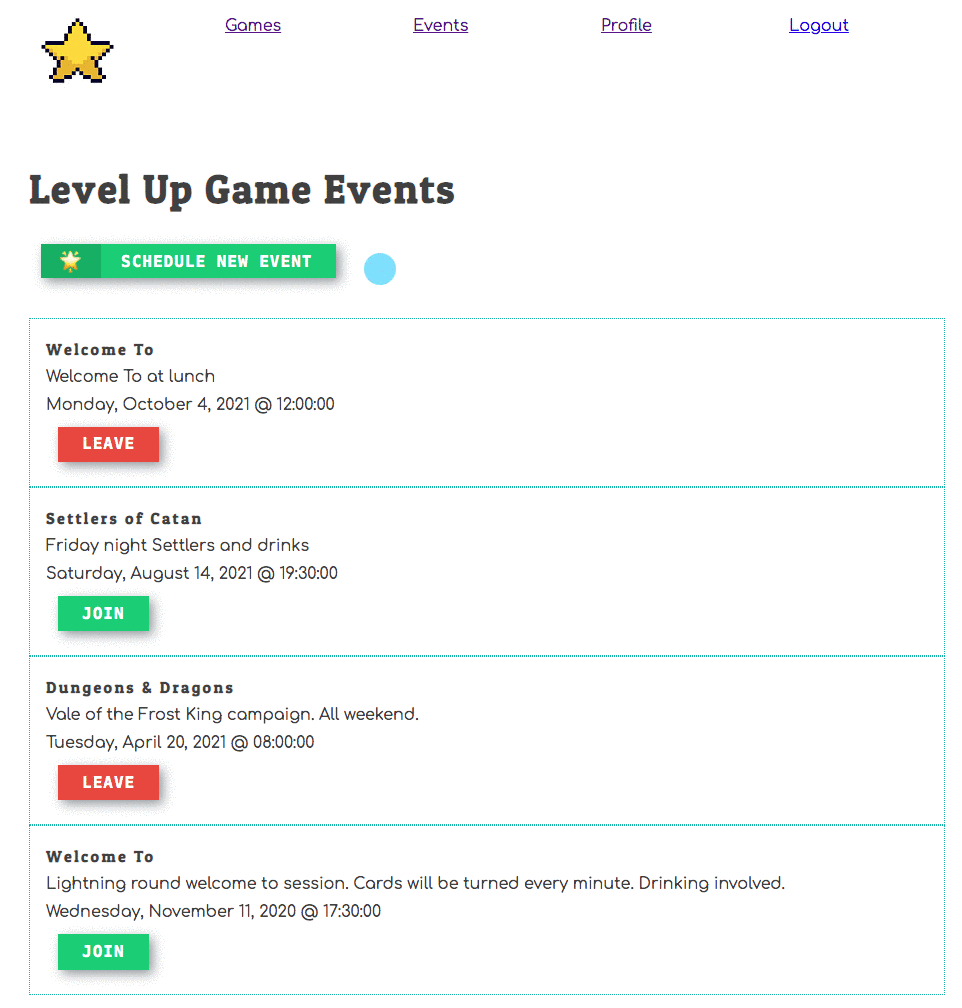 Games Events Profile Logout
Level Up Game Events
SCHEDULE NEW EVENT
Welcome To
Welcome To at lunch
Monday, October 4, 2021 @ 12:00:00
LEAVE
Settlers of Catan
Friday night Settlers and drinks
Saturday, August 14, 2021 @ 19:30:00
JOIN
Dungeons & Dragons
Vale of the Frost King campaign. All weekend.
Tuesday, April 20, 2021 @ 08:00:00
LEAVE
Welcome To
Lightning round welcome to session. Cards will be turned every minute. Drinking involved.
Wednesday, November 11, 2020 @ 17:30:00
JOIN